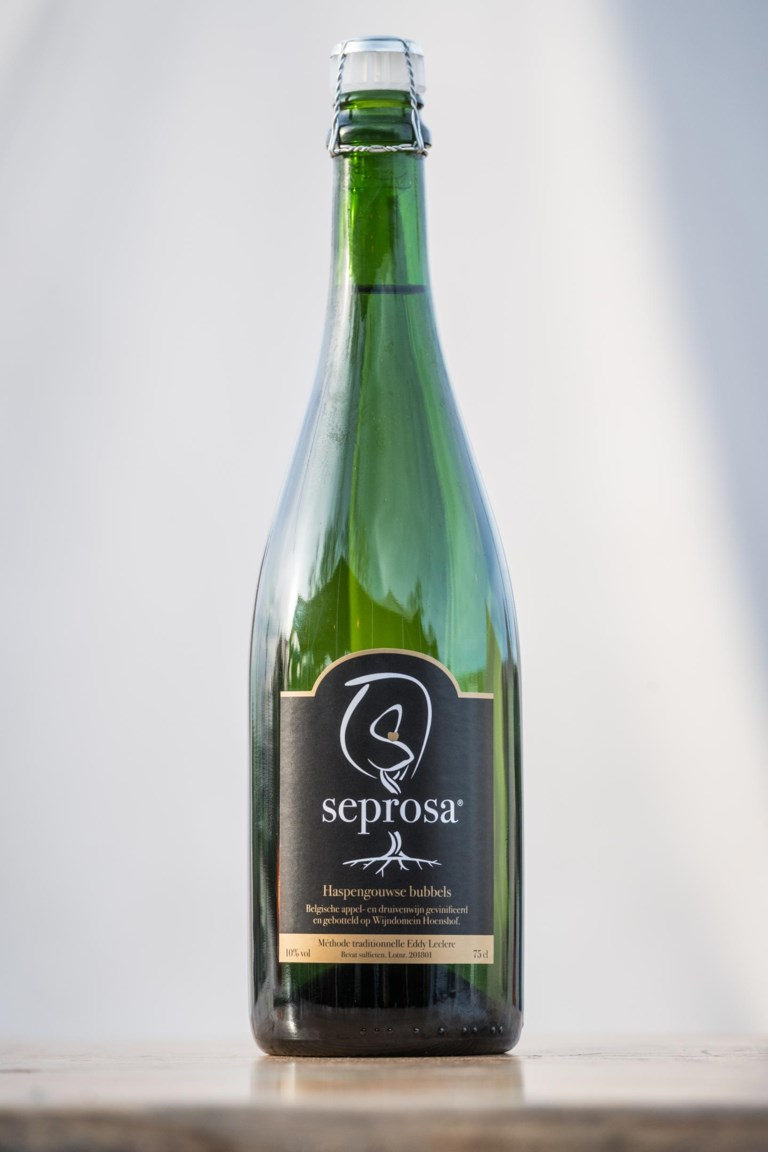 seprosa®
Haspengouwse bubbels
Belgische appel- en druivenwijn gevinifieerd
en gebotteld op Wijndomein Hoenshof.
Méthode traditionnelle Eddy Leclere
10% vol
Bevat sulfieten. Lotnr. 201801
75 cl